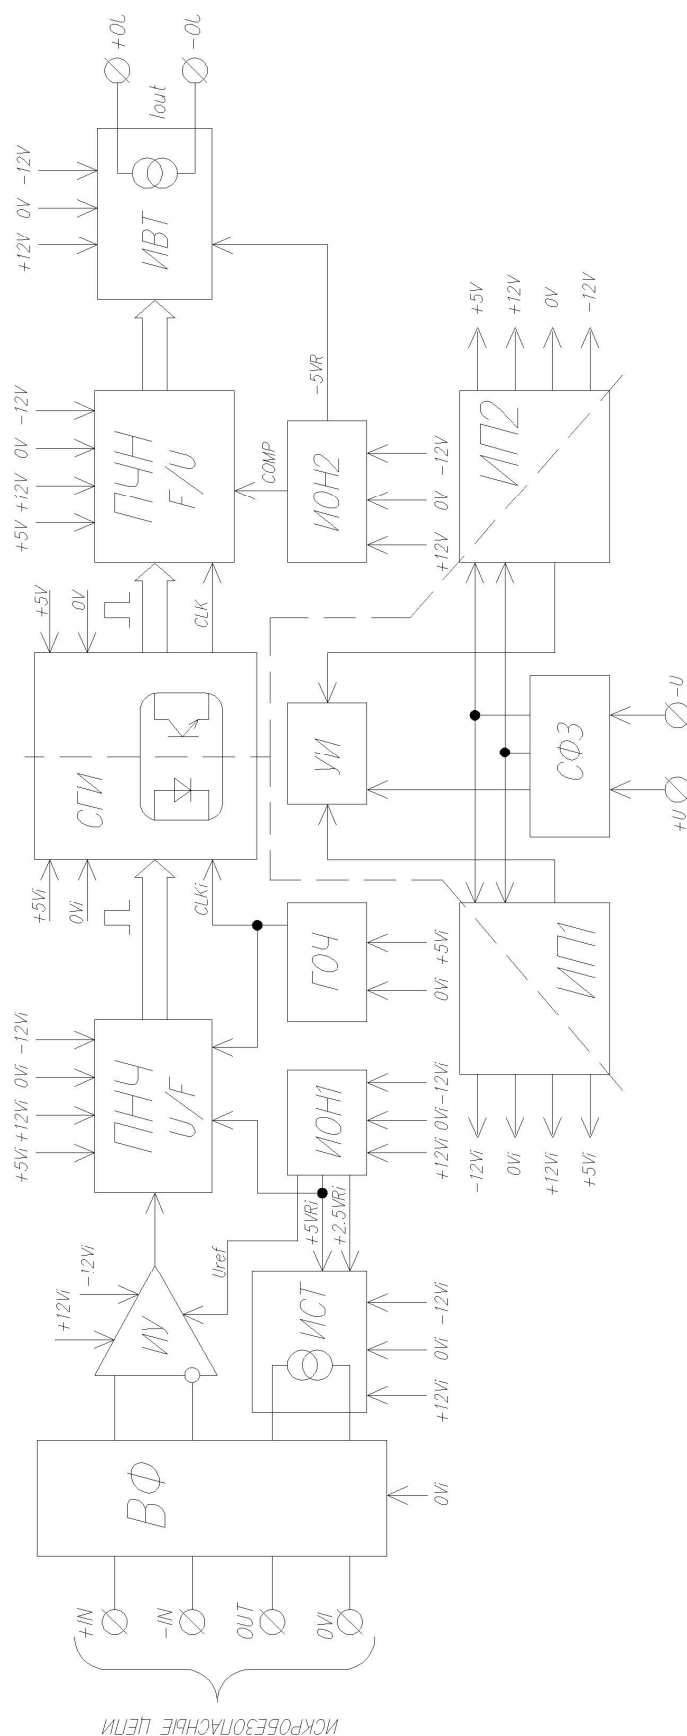 ИСКРОБЕЗОПАСНЫЕ ЦЕПИ
+IN
-IN
OUT
0Vi
ВФ
0Vi
+12Vi
-12Vi
ИУ
Uref
ИСТ
+12Vi
0Vi
-12Vi
+5Vi
+12Vi
0Vi
-12Vi
ПНЧ
U/F
+5VRi
+2.5VRi
ИОН1
+12Vi
0Vi
-12Vi
ГОЧ
0Vi
+5Vi
+5Vi
0Vi
CLKi
СГИ
+5V
0V
CLK
+5V
+12V
0V
-12V
ПЧН
F/U
COMP
ИОН2
-5VR
+12V
0V
-12V
+12V
0V
-12V
ИВТ
Iout
+OL
-OL
УИ
ИП1
-12Vi
0Vi
+12Vi
+5Vi
СФЗ
+U
-U
ИП2
+5V
+12V
0V
-12V